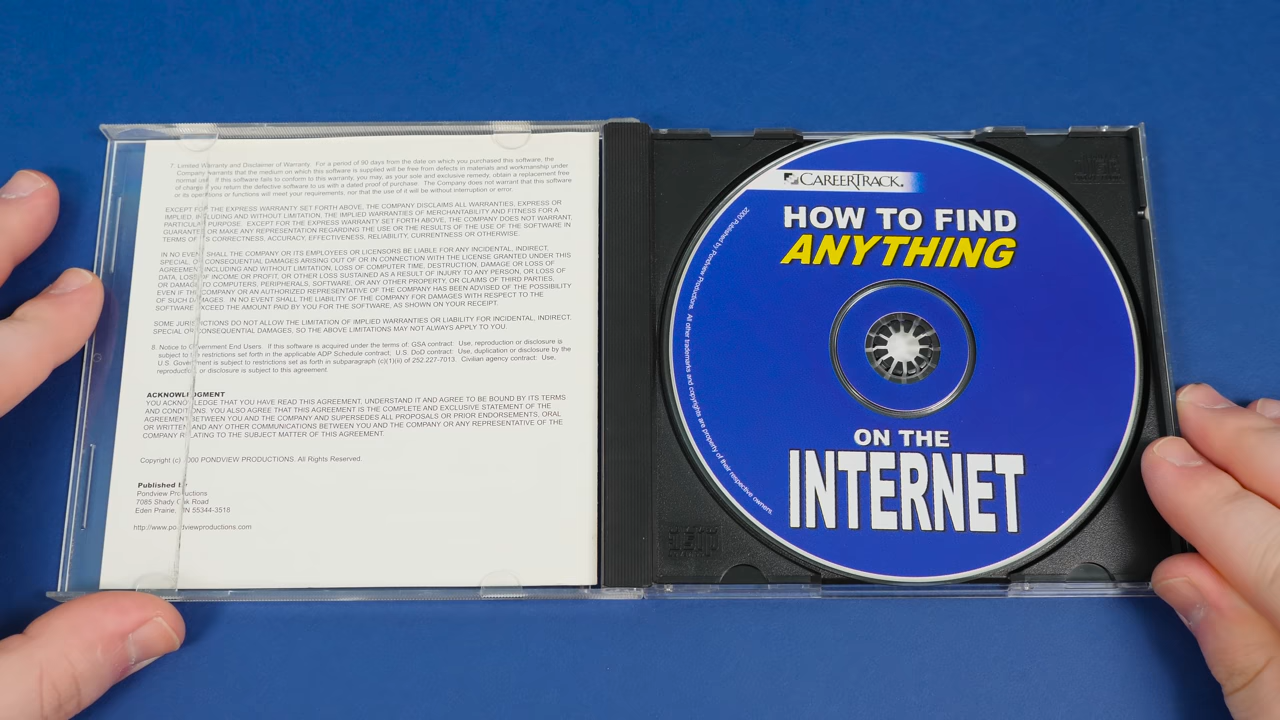 7. Limited Warranty and Disclaimer of Warranty. For a period of 90 days from the date on which you purchased this software, the
Company warrants that the medium on which this software is supplied will be free from defects in materials and workmanship under
normal use. If this software fails to conform to this warranty, you may, as your sole and exclusive remedy, obtain a replacement free
of charge if you return the defective software to us with a dated proof of purchase. The Company does not warrant that this software
or its operations or functions will meet your requirements, nor that the use of it will be without interruption or error.
EXCEPT FOR THE EXPRESS WARRANTY SET FORTH ABOVE, THE COMPANY DISCLAIMS ALL WARRANTIES, EXPRESS OR
IMPLIED, INCLUDING AND WITHOUT LIMITATION, THE IMPLIED WARRANTIES OF MERCHANTABILITY AND FITNESS FOR A
PARTICULAR PURPOSE. EXCEPT FOR THE EXPRESS WARRANTY SET FORTH ABOVE, THE COMPANY DOES NOT WARRANT,
GUARANTEE OR MAKE ANY REPRESENTATION REGARDING THE USE OR THE RESULTS OF THE USE OF THE SOFTWARE IN
TERMS OF ITS CORRECTNESS, ACCURACY, EFFECTIVENESS, RELIABILITY, CURRENTNESS OR OTHERWISE.
IN NO EVENT SHALL THE COMPANY OR ITS EMPLOYEES OR LICENSORS BE LIABLE FOR ANY INCIDENTAL, INDIRECT,
SPECIAL, OR CONSEQUENTIAL DAMAGES ARISING OUT OF OR IN CONNECTION WITH THE LICENSE GRANTED UNDER THIS
AGREEMENT INCLUDING AND WITHOUT LIMITATION, LOSS OF COMPUTER TIME, DESTRUCTION, DAMAGE OR LOSS OF
DATA, LOSS OF INCOME OR PROFIT, OR OTHER LOSS SUSTAINED AS A RESULT OF INJURY TO ANY PERSON, OR LOSS OF
OR DAMAGE TO COMPUTERS, PERIPHERALS, SOFTWARE, OR ANY OTHER PROPERTY, OR CLAIMS OF THIRD PARTIES,
EVEN IF THE COMPANY OR AN AUTHORIZED REPRESENTATIVE OF THE COMPANY HAS BEEN ADVISED OF THE POSSIBILITY
OF SUCH DAMAGES. IN NO EVENT SHALL THE LIABILITY OF THE COMPANY FOR DAMAGES WITH RESPECT TO THE
SOFTWARE EXCEED THE AMOUNT PAID BY YOU FOR THE SOFTWARE, AS SHOWN ON YOUR RECEIPT.
SOME JURISDICTIONS DO NOT ALLOW THE LIMITATION OF IMPLIED WARRANTIES OR LIABILITY FOR INCIDENTAL, INDIRECT,
SPECIAL OR CONSEQUENTIAL DAMAGES, SO THE ABOVE LIMITATIONS MAY NOT ALWAYS APPLY TO YOU.
8. Notice to Government End Users. If this software is acquired under the terms of: GSA contract: Use, reproduction or disclosure is
subject to the restrictions set forth in the applicable ADP Schedule contract; U.S. DoD contract: Use, duplication or disclosure by the
U.S. Government is subject to restrictions set as forth in subparagraph (c)(1)(ii) of 252.227-7013. Civilian agency contract: Use,
reproduction, or disclosure is subject to this agreement.
ACKNOWLEDGMENT
YOU ACKNOWLEDGE THAT YOU HAVE READ THIS AGREEMENT, UNDERSTAND IT AND AGREE TO BE BOUND BY ITS TERMS
AND CONDITIONS. YOU ALSO AGREE THAT THIS AGREEMENT IS THE COMPLETE AND EXCLUSIVE STATEMENT OF THE
AGREEMENT BETWEEN YOU AND THE COMPANY AND SUPERSEDES ALL PROPOSALS OR PRIOR ENDORSEMENTS, ORAL
OR WRITTEN AND ANY OTHER COMMUNICATIONS BETWEEN YOU AND THE COMPANY OR ANY REPRESENTATIVE OF THE
COMPANY RELATING TO THE SUBJECT MATTER OF THIS AGREEMENT.
Copyright (c) 2000 PONDVIEW PRODUCTIONS. All Rights Reserved.
Published by
Pondview Productions
7085 Shady Oak Road
Eden Prairie, MN 55344-3518
http://www.pondviewproductions.com
CAREERTRACK®
HOW TO FIND
ANYTHING
ON THE
INTERNET
2000 Published by Pondview Productions. All other trademarks and copyrights are property of their respective owners.